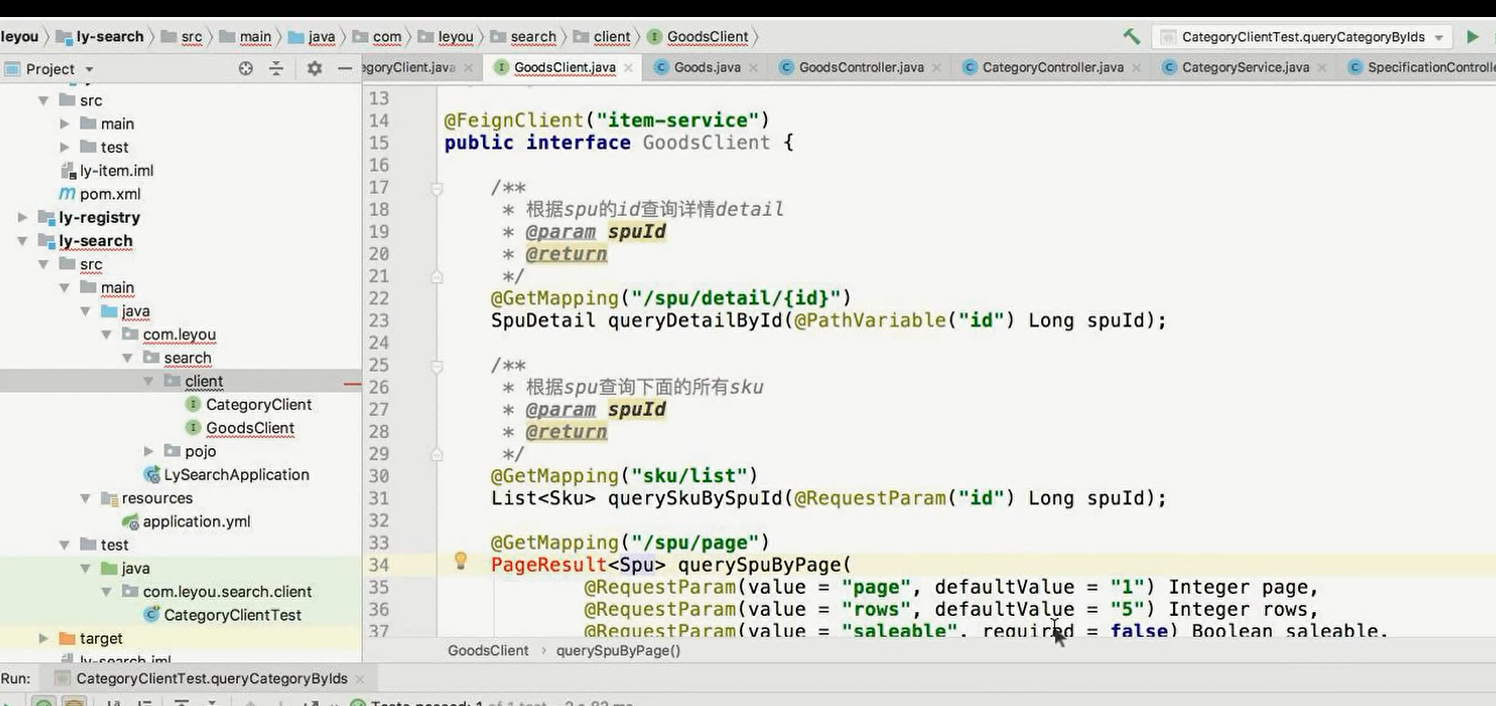 leyou ly-search src main java com leyou search client GoodsClient CategoryClientTest.queryCategoryByIds
Project
egoryClient.java GoodsClient.java Goods.java GoodsController.java CategoryController.java CategoryService.java SpecificationControlle
src
main
test
ly-item.iml
pom.xml
ly-registry
ly-search
src
main
java
com.leyou
search
client
CategoryClient
GoodsClient
pojo
LySearchApplication
resources
application.yml
test
java
com.leyou.search.client
CategoryClientTest
target
ly-search.iml
13
14 @FeignClient("item-service")
15 public interface GoodsClient {
16
17 /**
18 * 根据spu的id查询详情detail
19 * @param spuId
20 * @return
21 */
22 @GetMapping("/spu/detail/{id}")
23 SpuDetail queryDetailById(@PathVariable("id") Long spuId);
24
25 /**
26 * 根据spu查询下面的所有sku
27 * @param spuId
28 * @return
29 */
30 @GetMapping("sku/list")
31 List<Sku> querySkuBySpuId(@RequestParam("id") Long spuId);
32
33 @GetMapping("/spu/page")
34 PageResult<Spu> querySpuByPage(
35 @RequestParam(value = "page", defaultValue = "1") Integer page,
36 @RequestParam(value = "rows", defaultValue = "5") Integer rows,
37 @RequestParam(value = "saleable", required = false) Boolean saleable,
GoodsClient querySpuByPage()
Run: CategoryClientTest.queryCategoryByIds
Tests passed: 1 of 1 test